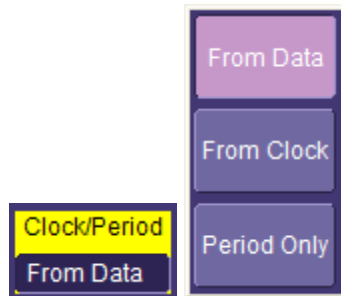 Clock/Period
From Data
From Data
From Clock
Period Only